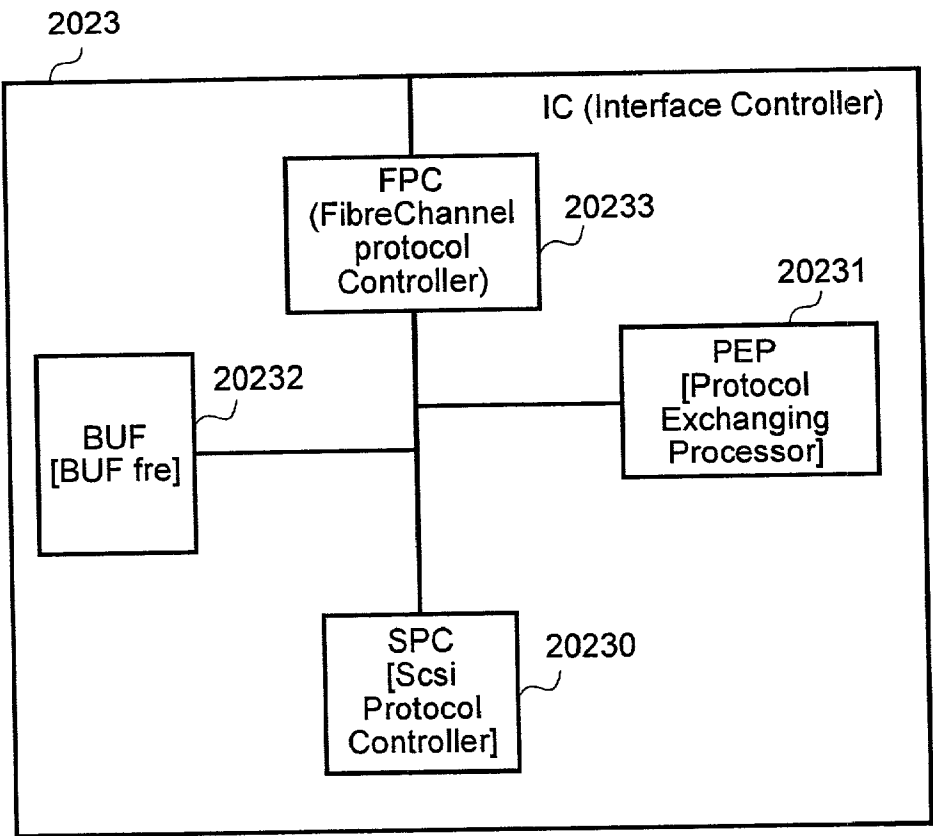 2023
IC (Interface Controller)
FPC
(FibreChannel
protocol
Controller)
20233
20231
PEP
[Protocol
Exchanging
Processor]
20232
BUF
[BUF fre]
SPC
[Scsi
Protocol
Controller]
20230